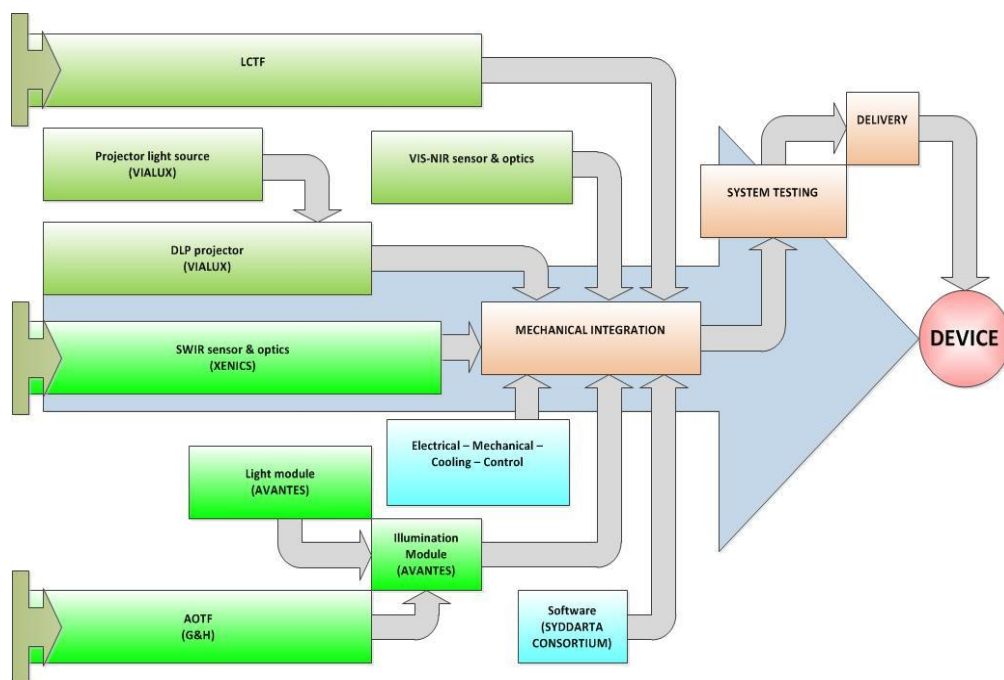 LCTF
Projector light source
(VIALUX)
VIS-NIR sensor & optics
DELIVERY
SYSTEM TESTING
DLP projector
(VIALUX)
MECHANICAL INTEGRATION
DEVICE
SWIR sensor & optics
(XENICS)
Electrical – Mechanical –
Cooling – Control
Light module
(AVANTES)
Illumination
Module
(AVANTES)
AOTF
(G&H)
Software
(SYDDARTA
CONSORTIUM)